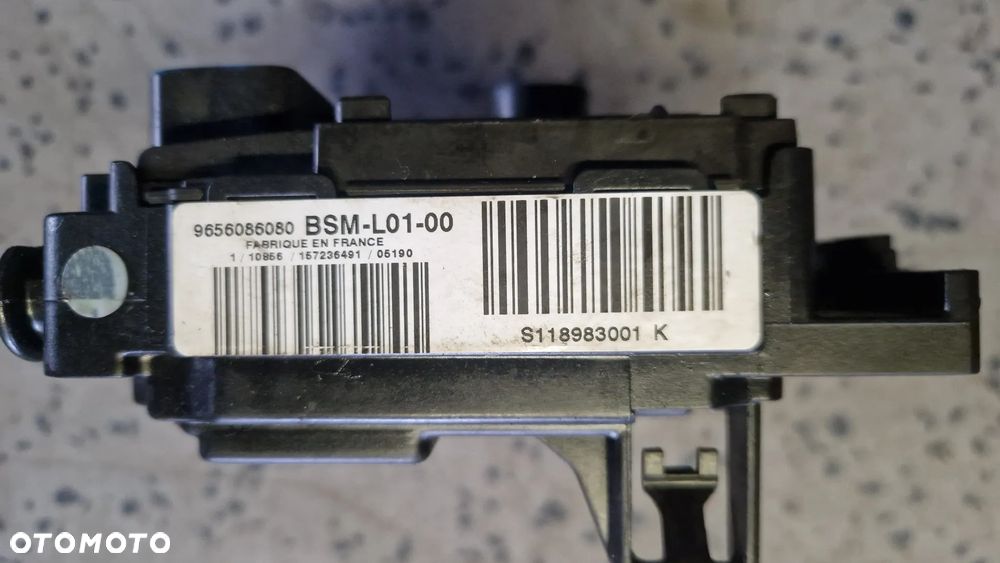 9656086080 BSM-L01-00
FABRIQUE EN FRANCE
1 / 10856 / 157236491 / 05190
S118983001 K
OTOMOTO